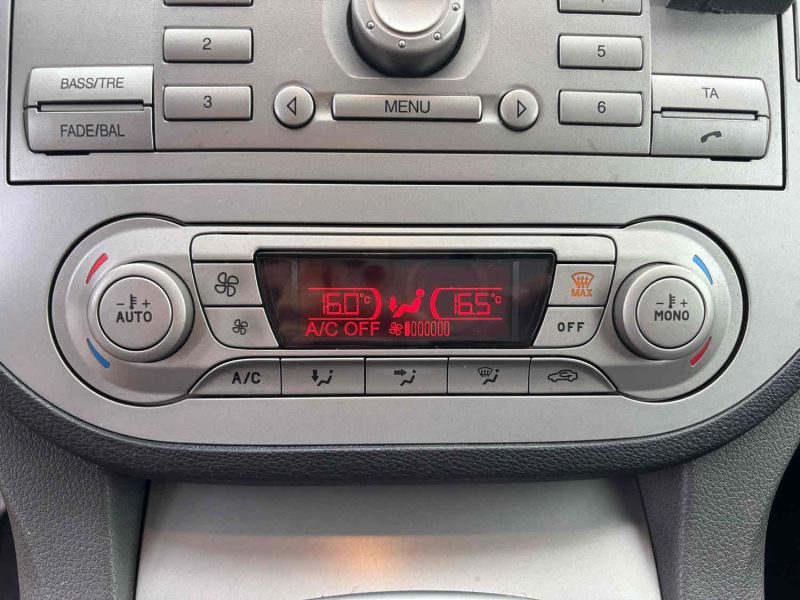 2
5
BASS/TRE
3
MENU
6
TA
FADE/BAL
- + AUTO
16.0°C
16.5°C
MAX
- + MONO
A/C OFF
OFF
A/C